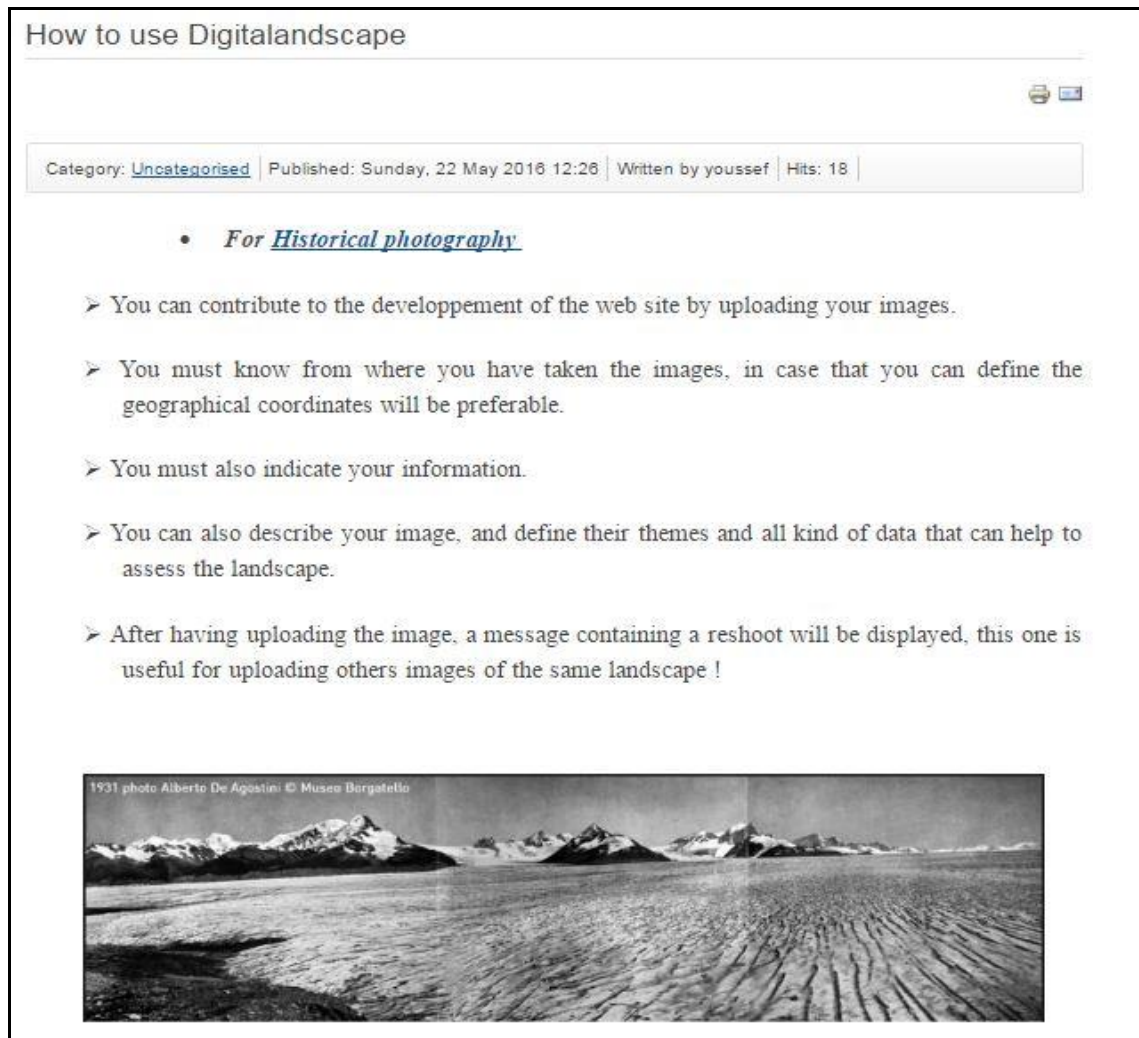 How to use Digitalandscape
Category: Uncategorised | Published: Sunday, 22 May 2016 12:26 | Written by youssef | Hits: 18 |
• For Historical photography
➢ You can contribute to the developpement of the web site by uploading your images.
➢ You must know from where you have taken the images, in case that you can define the
geographical coordinates will be preferable.
➢ You must also indicate your information.
➢ You can also describe your image, and define their themes and all kind of data that can help to
assess the landscape.
➢ After having uploading the image, a message containing a reshoot will be displayed, this one is
useful for uploading others images of the same landscape !
1931 photo Alberto De Agostini © Museo Borgatello